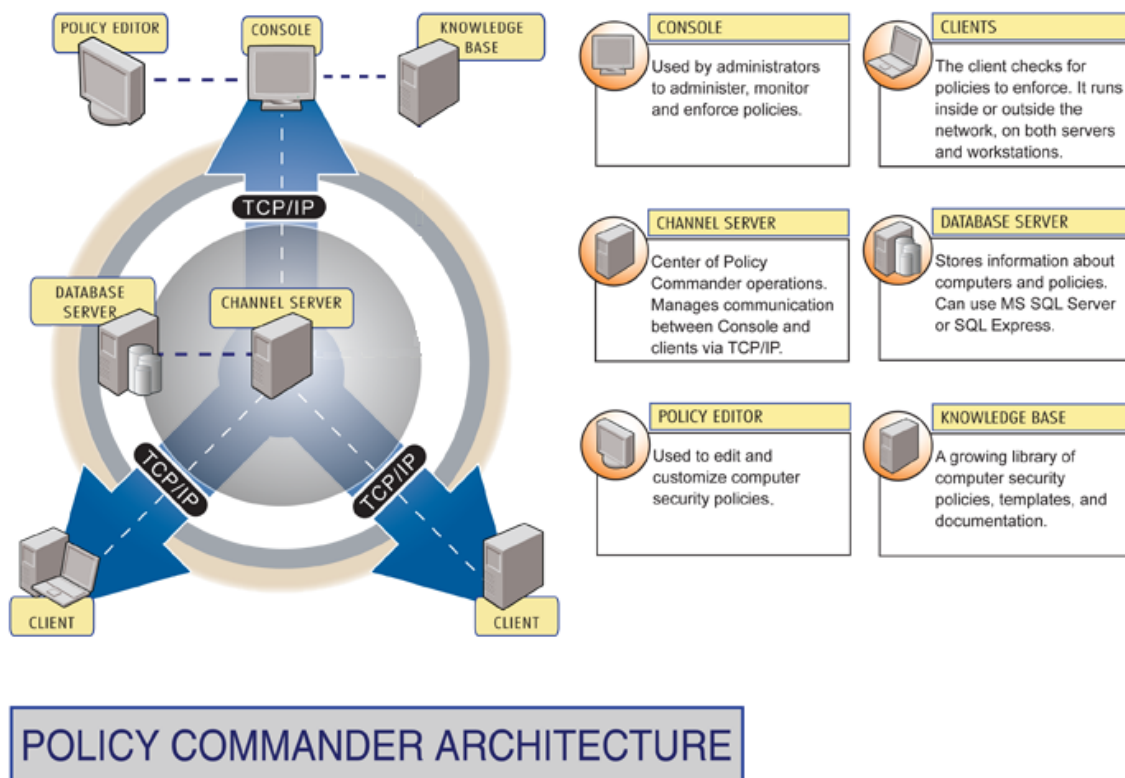 POLICY EDITOR
CONSOLE
KNOWLEDGE
BASE
TCP/IP
DATABASE
SERVER
CHANNEL SERVER
TCP/IP
TCP/IP
CLIENT
CLIENT
CONSOLE
Used by administrators
to administer, monitor
and enforce policies.
CLIENTS
The client checks for
policies to enforce. It runs
inside or outside the
network, on both servers
and workstations.
CHANNEL SERVER
Center of Policy
Commander operations.
Manages communication
between Console and
clients via TCP/IP.
DATABASE SERVER
Stores information about
computers and policies.
Can use MS SQL Server
or SQL Express.
POLICY EDITOR
Used to edit and
customize computer
security policies.
KNOWLEDGE BASE
A growing library of
computer security
policies, templates, and
documentation.
POLICY COMMANDER ARCHITECTURE